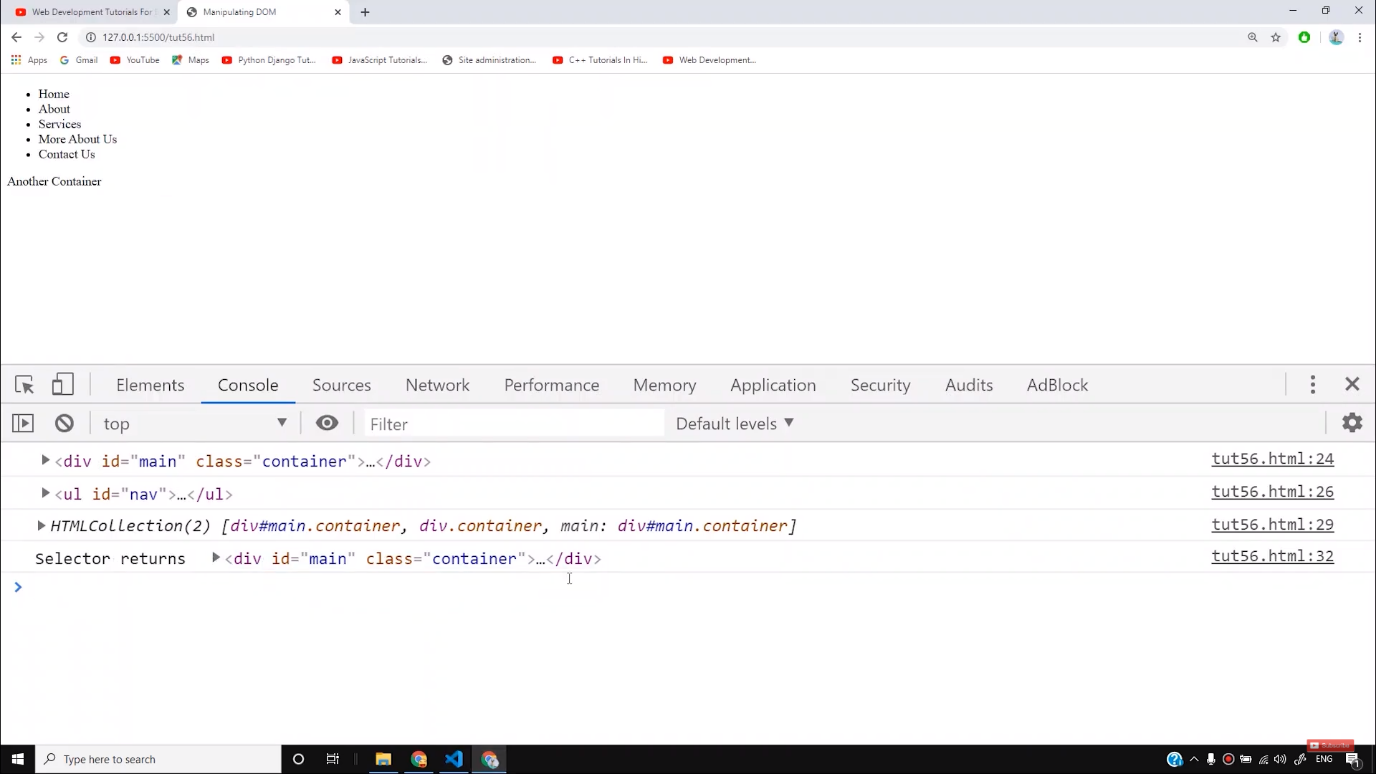 Web Development Tutorials For
Manipulating DOM
127.0.0.1:5500/tut56.html
Apps Gmail YouTube Maps Python Django Tut... JavaScript Tutorials... Site administration... C++ Tutorials In Hi... Web Development...
Home
About
Services
More About Us
Contact Us
Another Container
Elements Console Sources Network Performance Memory Application Security Audits AdBlock
top Filter Default levels
<div id="main" class="container">…</div> tut56.html:24
<ul id="nav">…</ul> tut56.html:26
HTMLCollection(2) [div#main.container, div.container, main: div#main.container] tut56.html:29
Selector returns <div id="main" class="container">…</div> tut56.html:32
Type here to search ENG